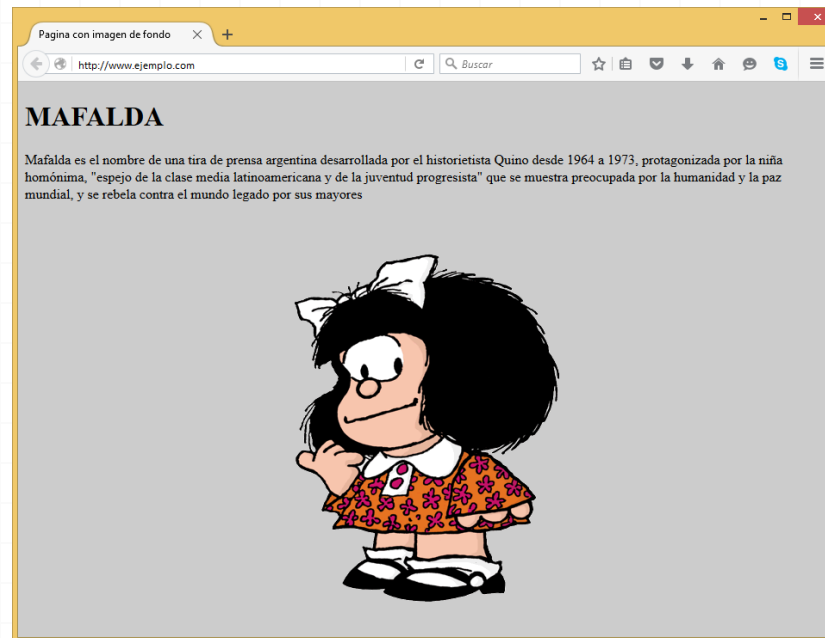 Pagina con imagen de fondo
http://www.ejemplo.com
Buscar
MAFALDA
Mafalda es el nombre de una tira de prensa argentina desarrollada por el historietista Quino desde 1964 a 1973, protagonizada por la niña
homónima, "espejo de la clase media latinoamericana y de la juventud progresista" que se muestra preocupada por la humanidad y la paz
mundial, y se rebela contra el mundo legado por sus mayores